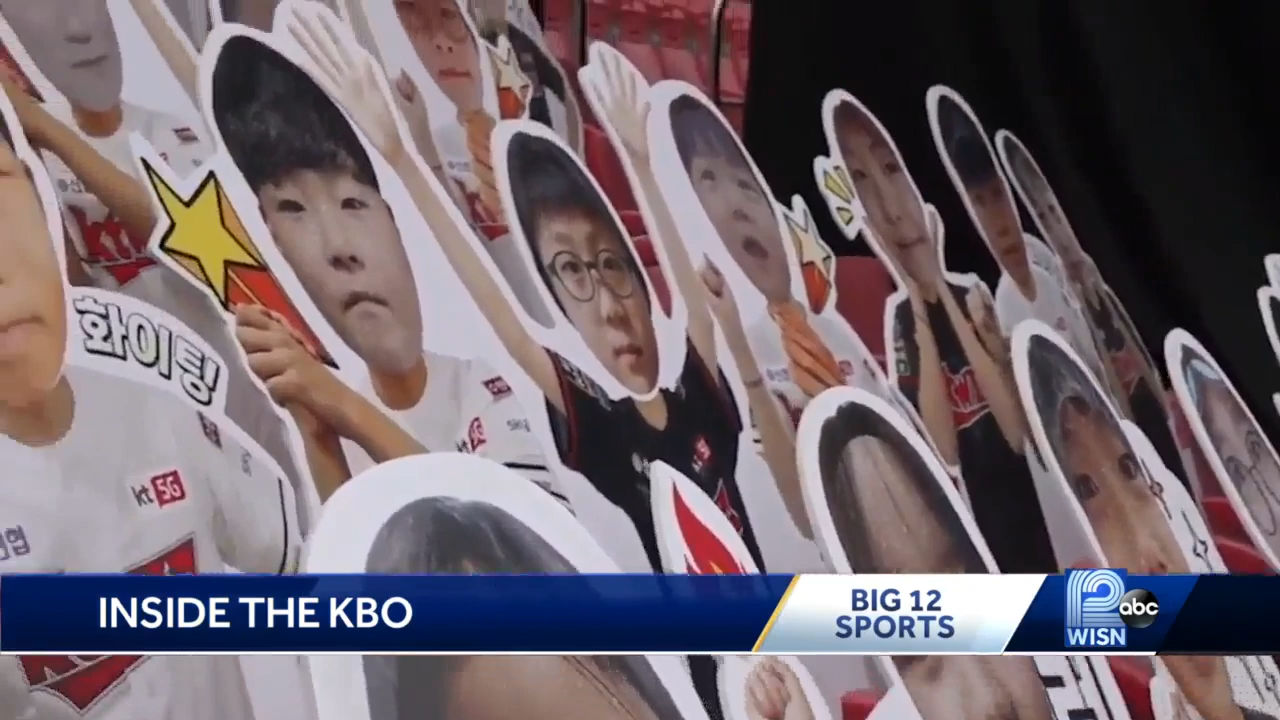 화이팅!
kt 5G
INSIDE THE KBO
BIG 12
SPORTS
12
abc
WISN